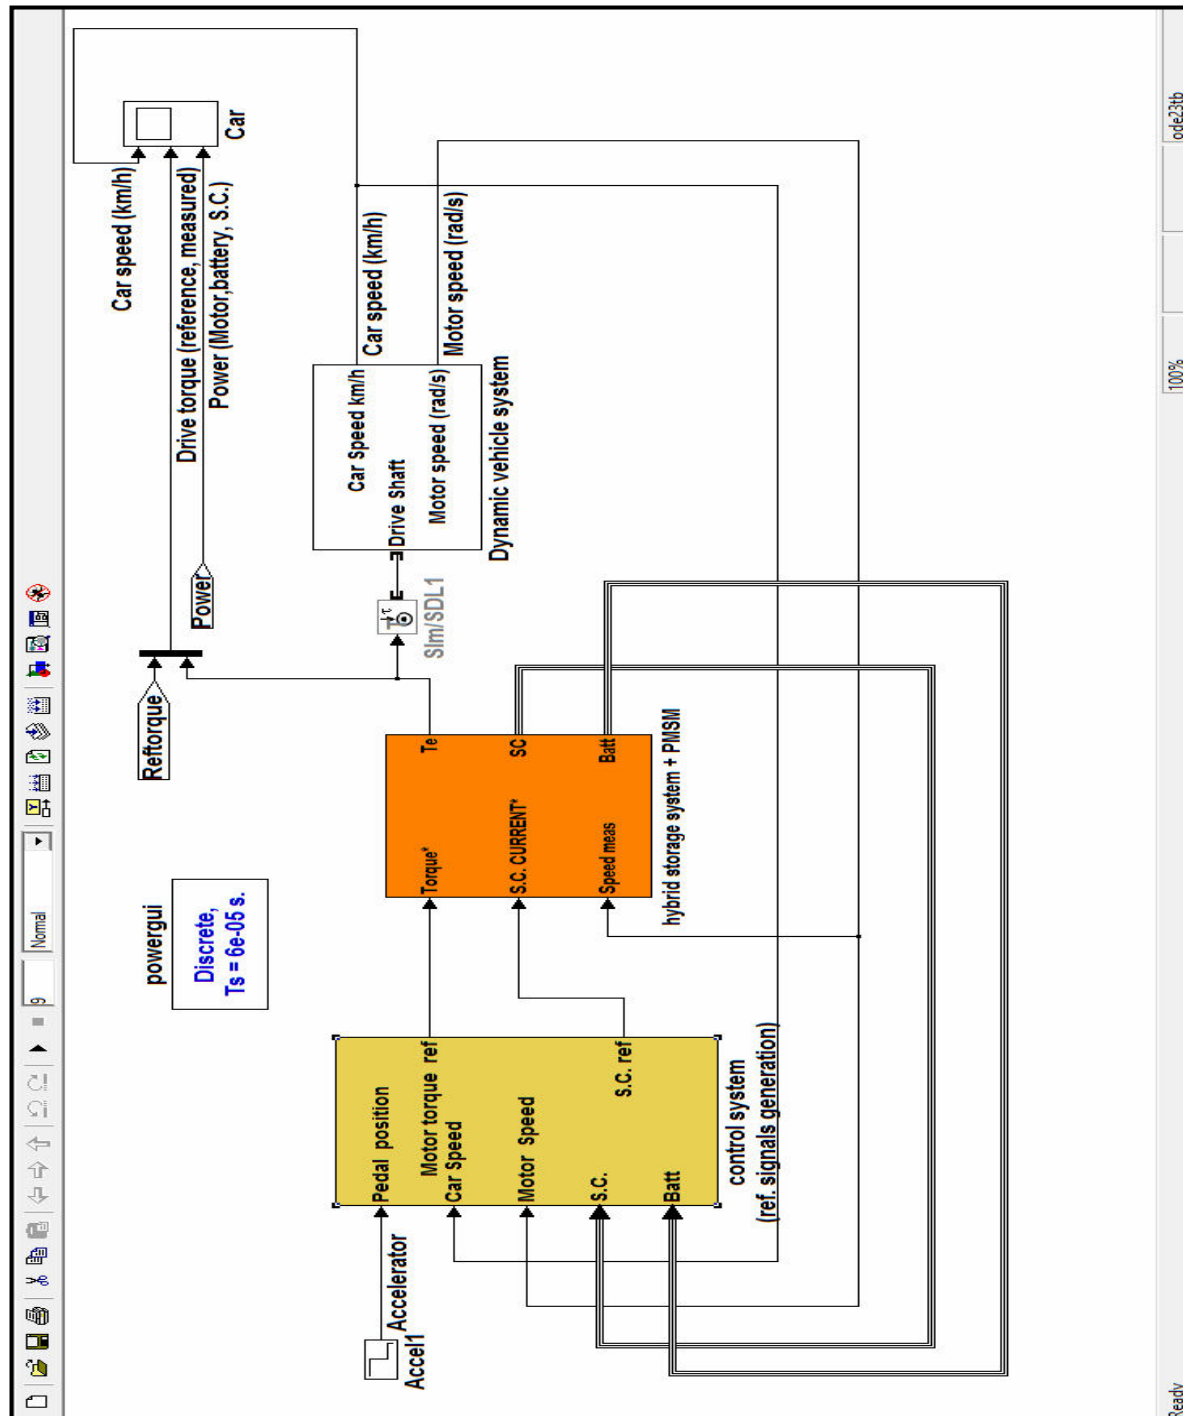 9
Normal
powergui
Discrete,
Ts = 6e-05 s.
Reftorque
Power
Car speed (km/h)
Drive torque (reference, measured)
Power (Motor,battery, S.C.)
Car
Accel1
Accelerator
Pedal position
Motor torque ref
Car Speed
Motor Speed
S.C. ref
S.C.
Batt
control system
(ref. signals generation)
Torque*
Te
S.C. CURRENT*
SC
Speed meas
Batt
hybrid storage system + PMSM
Slm/SDL1
Car Speed km/h
Drive Shaft
Motor speed (rad/s)
Dynamic vehicle system
Car speed (km/h)
Motor speed (rad/s)
Ready
100%
ode23tb